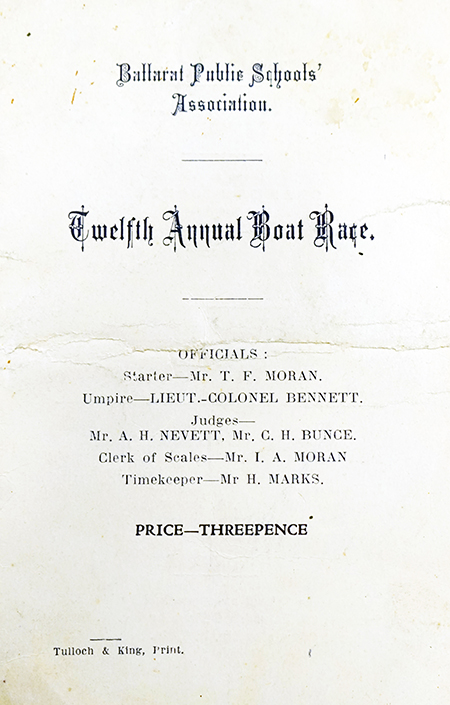 Ballarat Public Schools'
Association.
Twelfth Annual Boat Race.
OFFICIALS :
Starter—Mr. T. F. MORAN.
Umpire—LIEUT.-COLONEL BENNETT.
Judges—
Mr. A. H. NEVETT, Mr. C. H. BUNCE.
Clerk of Scales—Mr. I. A. MORAN
Timekeeper—Mr H. MARKS.
PRICE—THREEPENCE
Tulloch & King, Print.